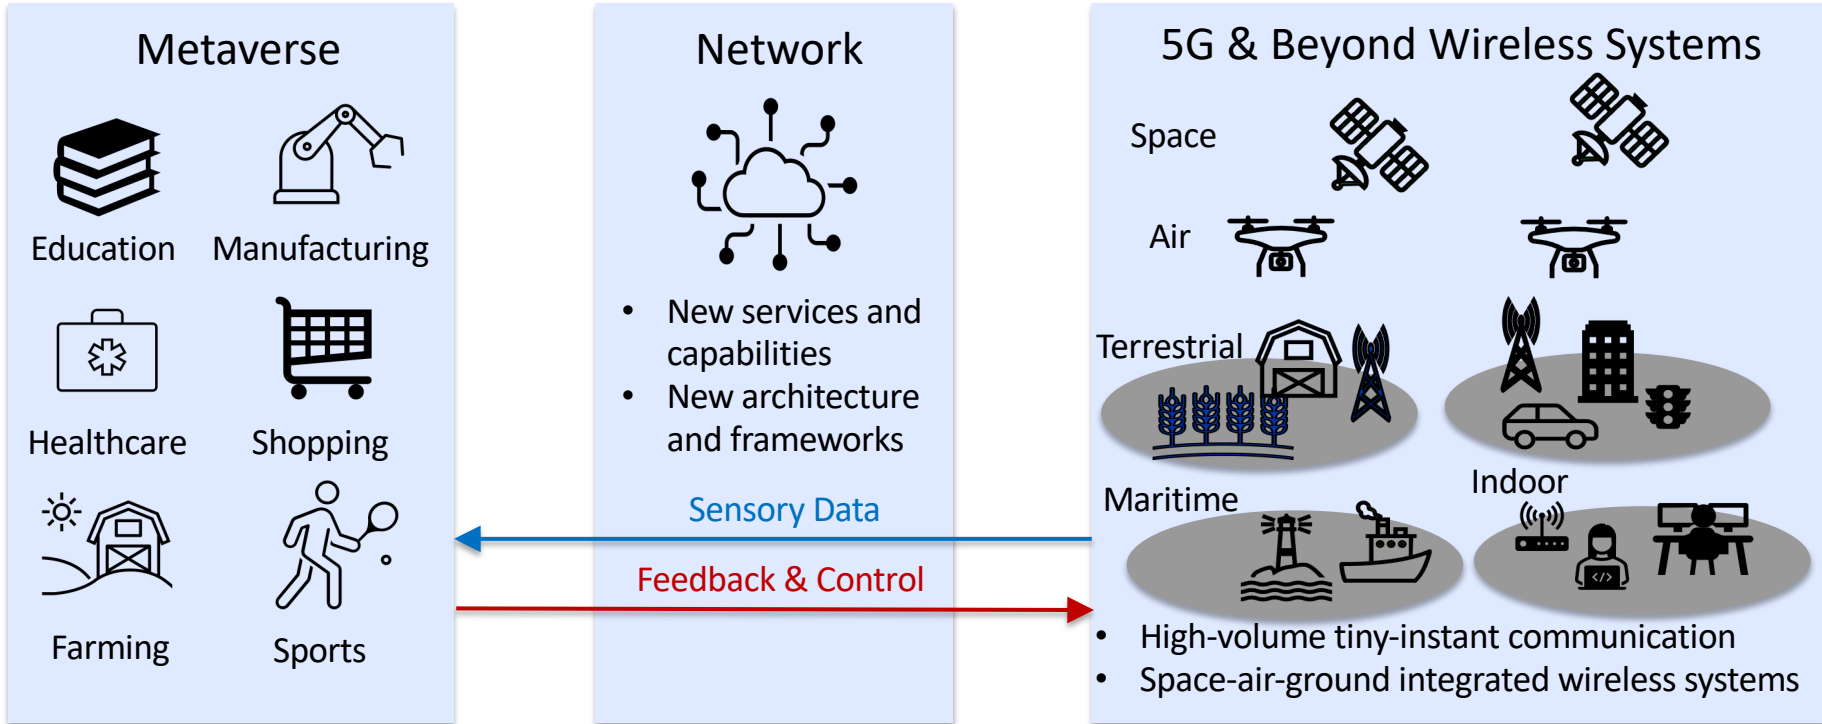 Metaverse
Education
Manufacturing
Healthcare
Shopping
Farming
Sports
Network
• New services and
capabilities
• New architecture
and frameworks
Sensory Data
Feedback & Control
5G & Beyond Wireless Systems
Space
Air
Terrestrial
Maritime
Indoor
</>
• High-volume tiny-instant communication
• Space-air-ground integrated wireless systems